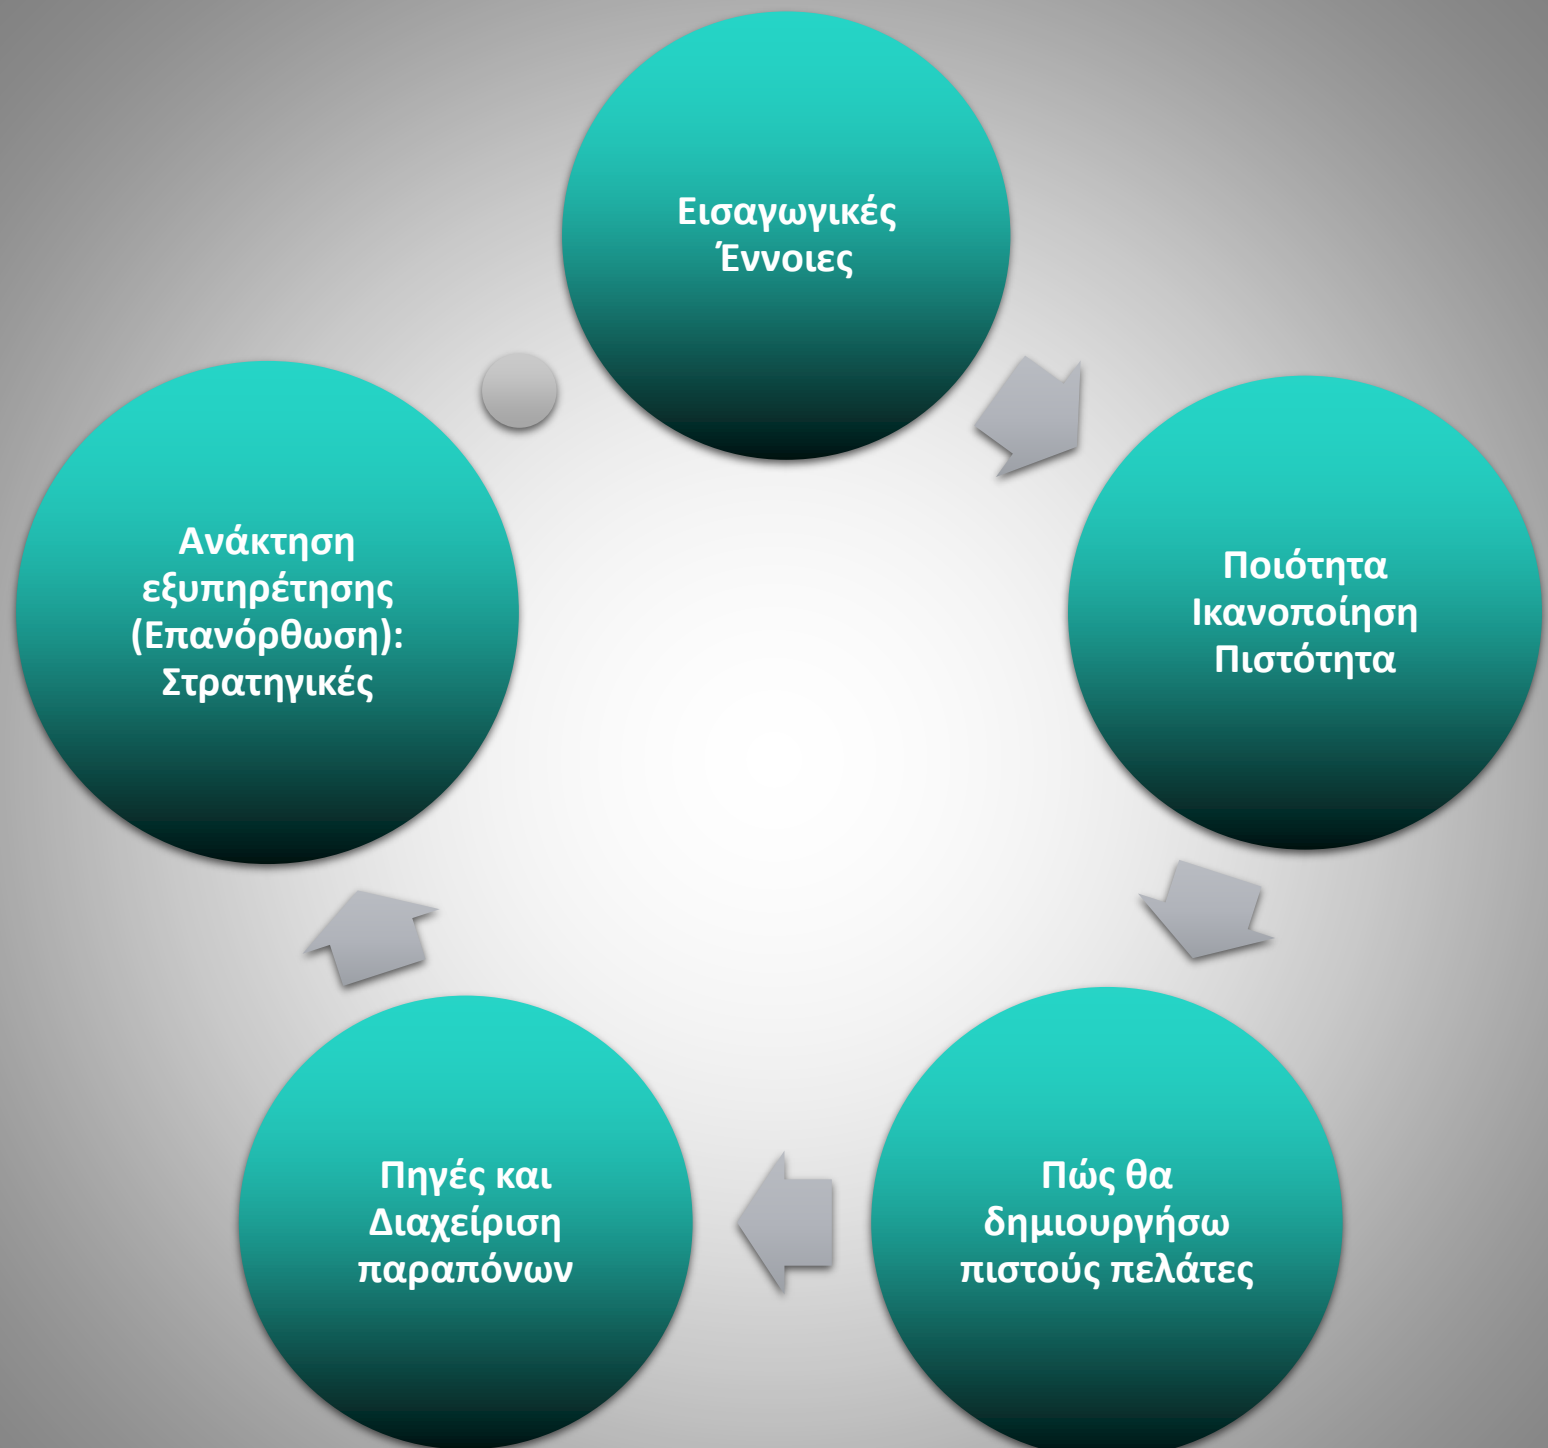 Εισαγωγικές
Έννοιες
Ποιότητα
Ικανοποίηση
Πιστότητα
Πώς θα
δημιουργήσω
πιστούς πελάτες
Πηγές και
Διαχείριση
παραπόνων
Ανάκτηση
εξυπηρέτησης
(Επανόρθωση):
Στρατηγικές